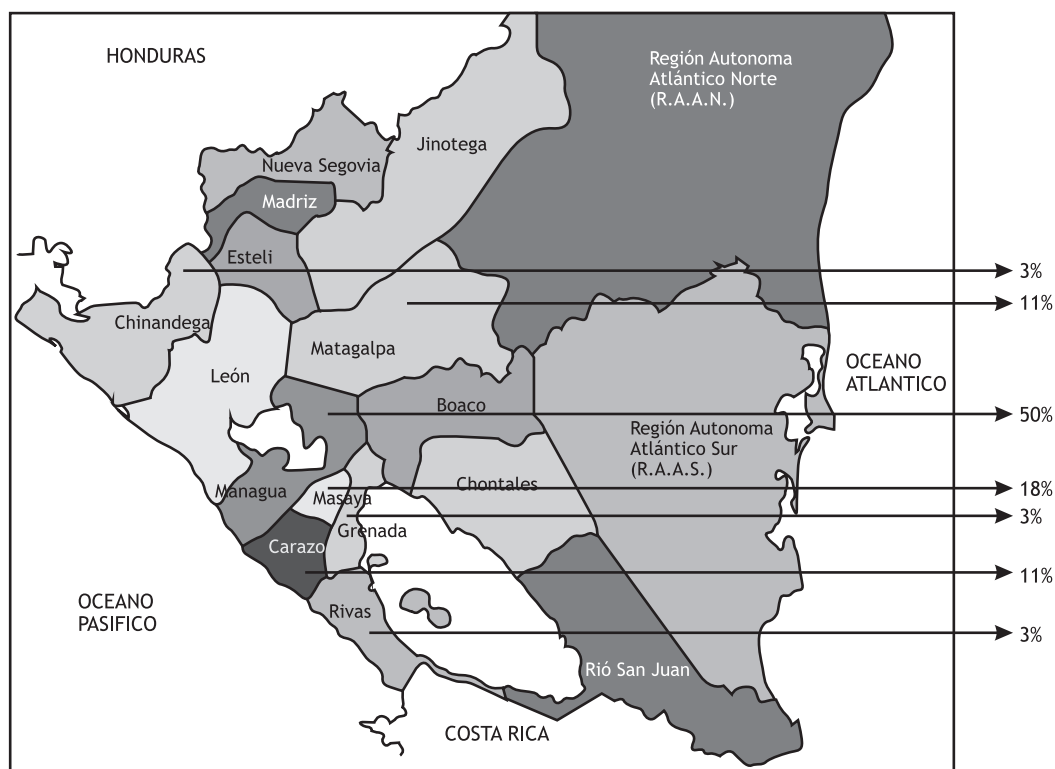 HONDURAS
Región Autonoma
Atlántico Norte
(R.A.A.N.)
Jinotega
Nueva Segovia
Madriz
Esteli
3%
11%
Chinandega
Matagalpa
León
OCEANO
ATLANTICO
Boaco
50%
Región Autonoma
Atlántico Sur
(R.A.A.S.)
Chontales
Managua
Masaya
18%
3%
Grenada
Carazo
11%
OCEANO
PASIFICO
Rivas
3%
Rió San Juan
COSTA RICA